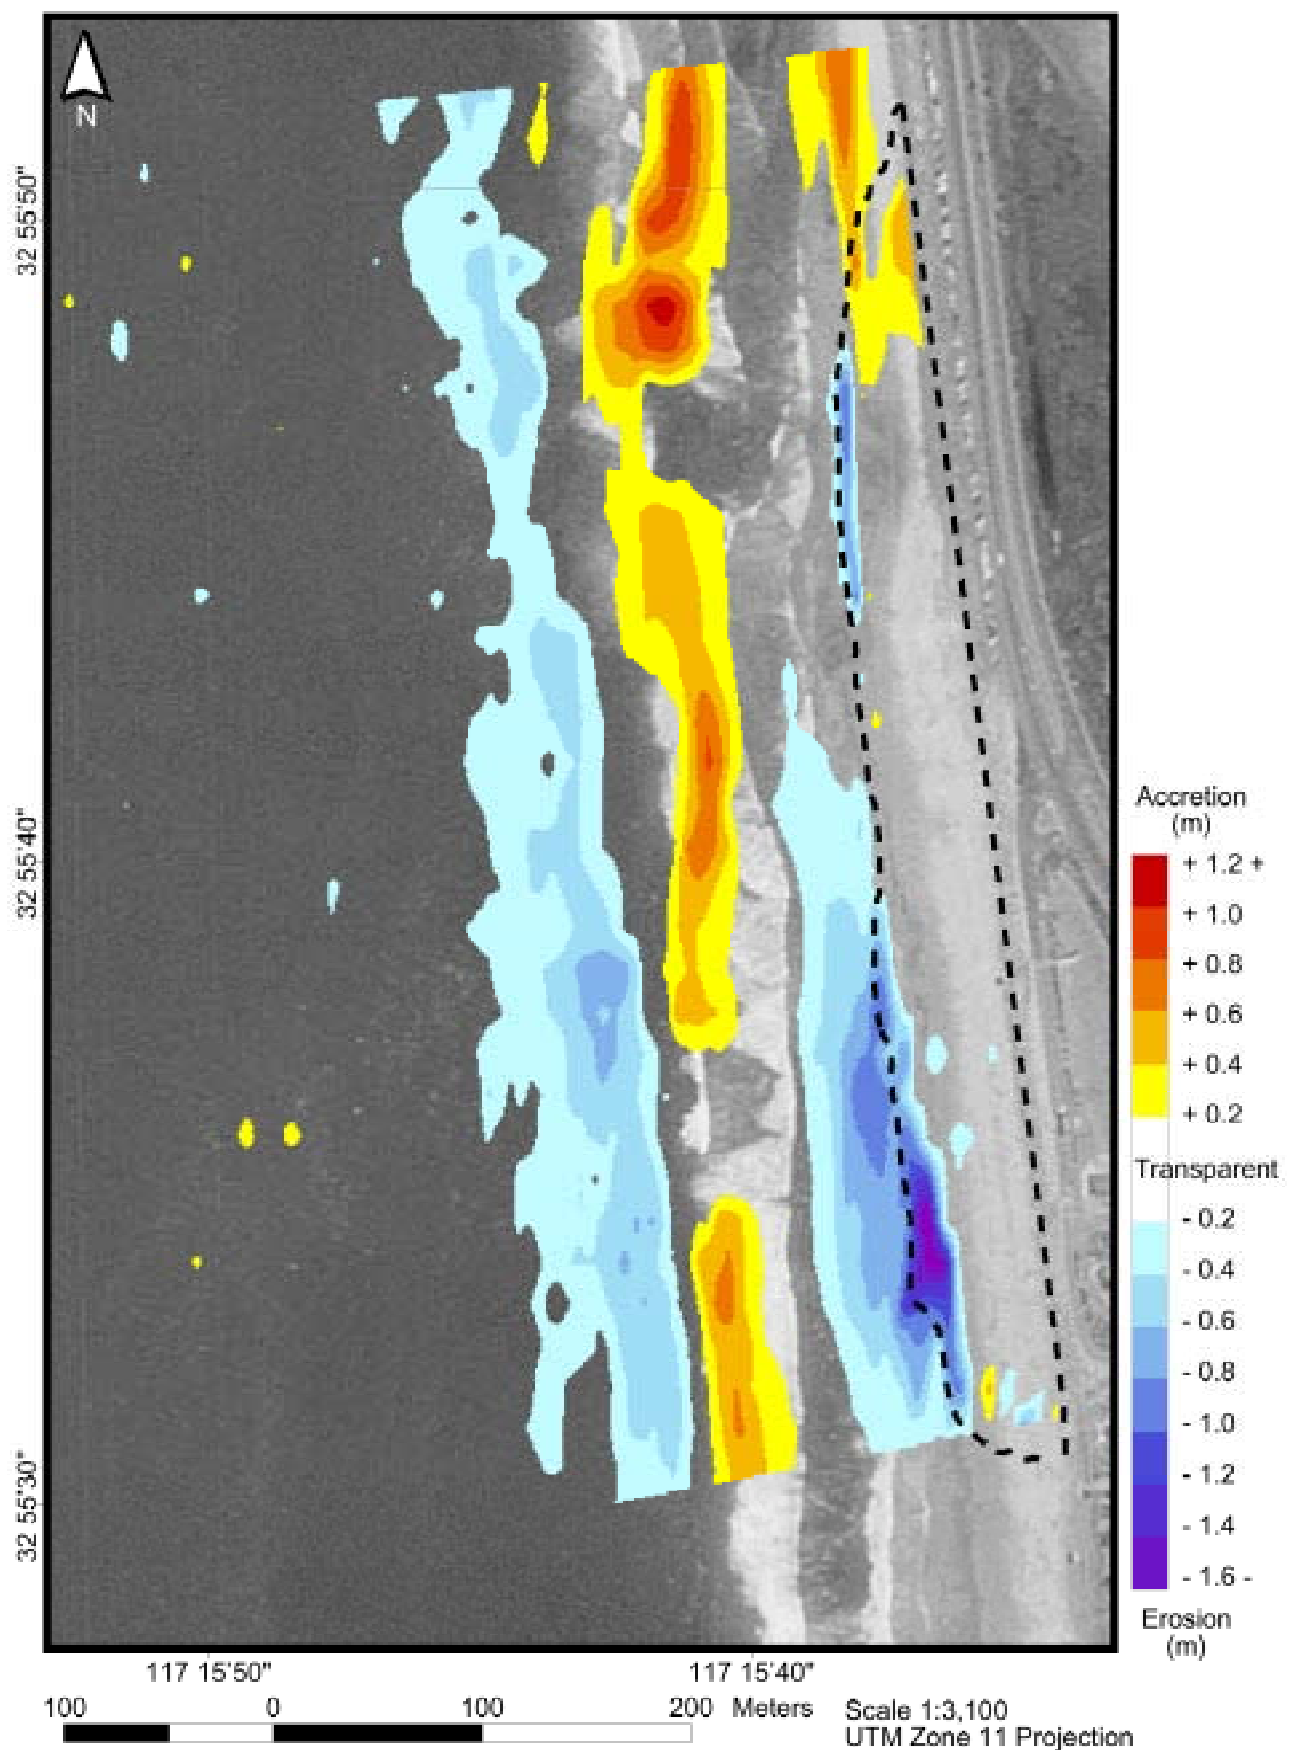 N
32 55'50"
32 55'40"
32 55'30"
Accretion
(m)
+ 1.2 +
+ 1.0
+ 0.8
+ 0.6
+ 0.4
+ 0.2
Transparent
- 0.2
- 0.4
- 0.6
- 0.8
- 1.0
- 1.2
- 1.4
- 1.6 -
Erosion
(m)
117 15'50" 117 15'40"
100 0 100 200 Meters
Scale 1:3,100
UTM Zone 11 Projection